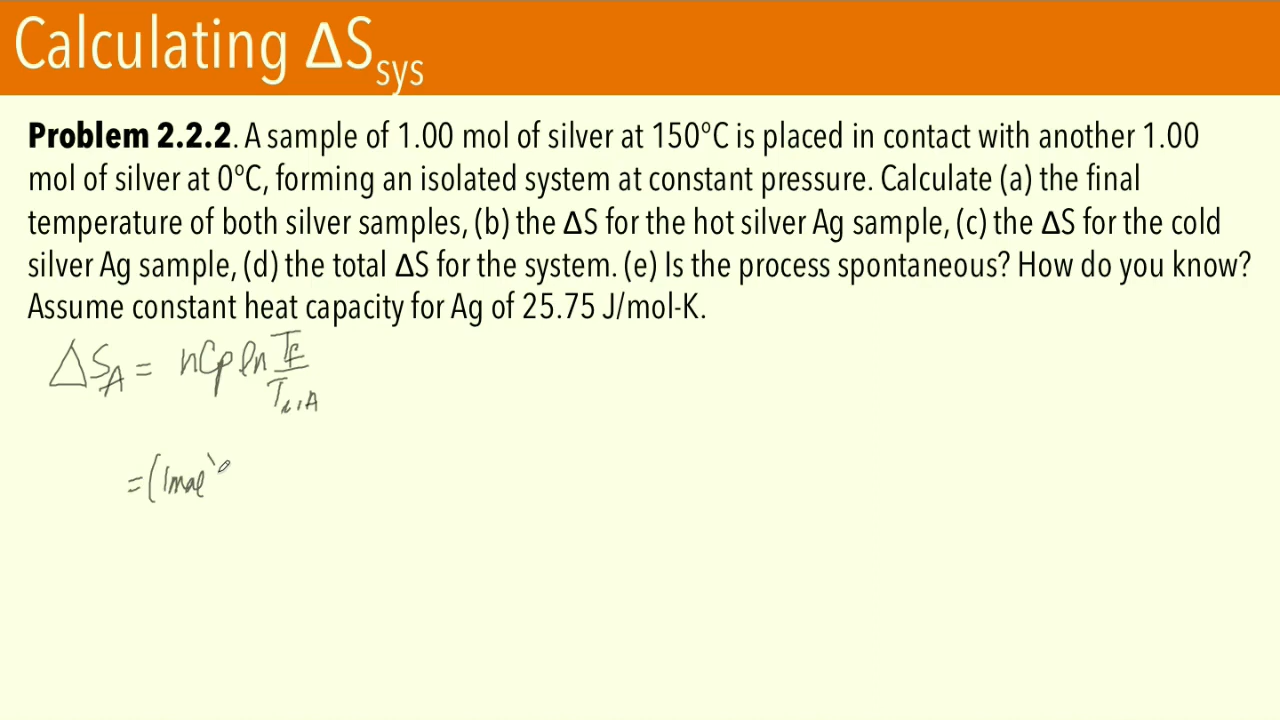 Calculating ΔSsys
Problem 2.2.2. A sample of 1.00 mol of silver at 150°C is placed in contact with another 1.00
mol of silver at 0°C, forming an isolated system at constant pressure. Calculate (a) the final
temperature of both silver samples, (b) the ΔS for the hot silver Ag sample, (c) the ΔS for the cold
silver Ag sample, (d) the total ΔS for the system. (e) Is the process spontaneous? How do you know?
Assume constant heat capacity for Ag of 25.75 J/mol-K.
ΔS_A = nCp ln T_F/T_i,A
= (1mol